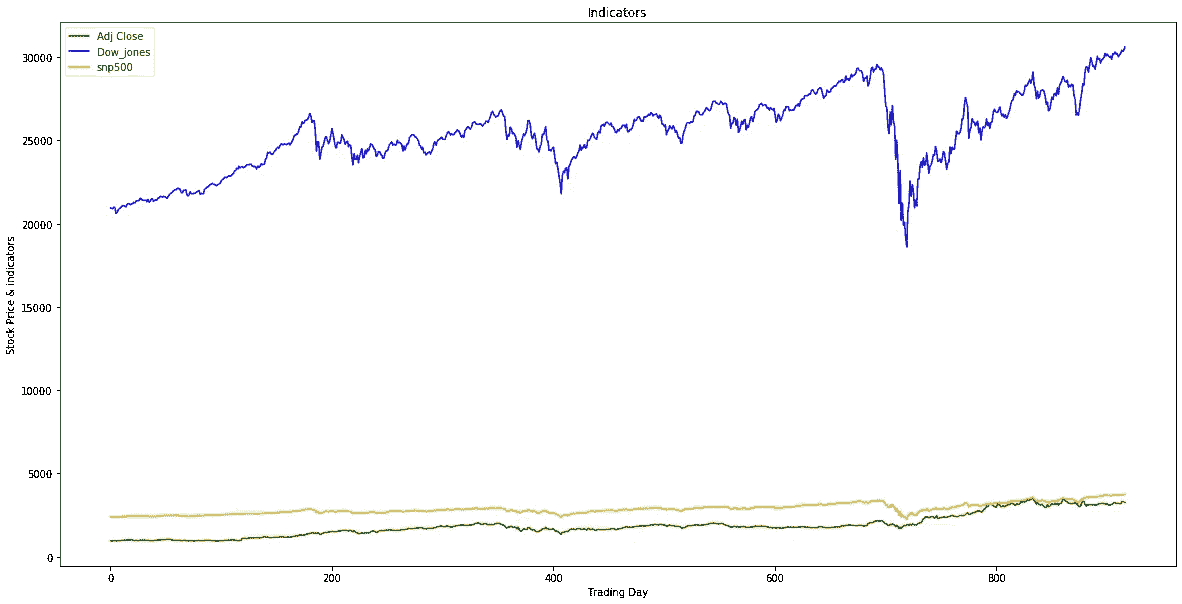 Indicators
Adj Close
Dow_jones
snp500
30000
25000
20000
15000
10000
5000
0
Stock Price & indicators
0 200 400 600 800
Trading Day